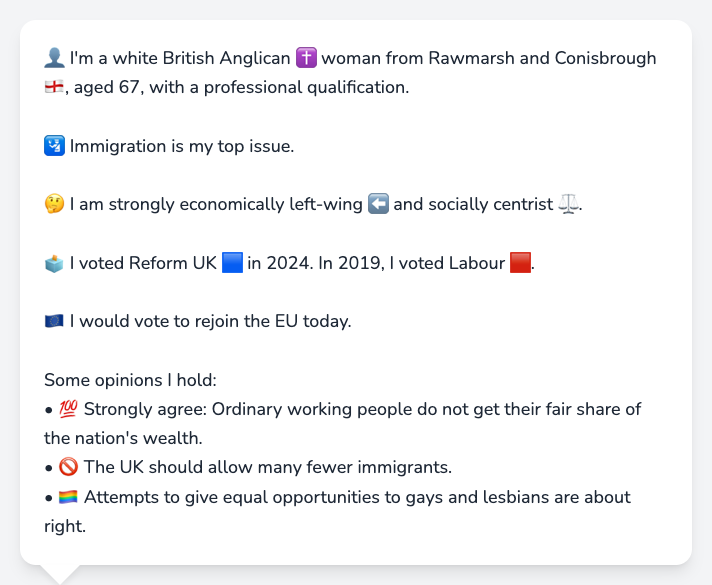 👤 I'm a white British Anglican ✝️ woman from Rawmarsh and Conisbrough
🏴󠁧󠁢󠁥󠁮󠁧󠁿, aged 67, with a professional qualification.
🛂 Immigration is my top issue.
🤔 I am strongly economically left-wing ⬅️ and socially centrist ⚖️.
🗳️ I voted Reform UK 🟦 in 2024. In 2019, I voted Labour 🟥.
🇪🇺 I would vote to rejoin the EU today.
Some opinions I hold:
• 💯 Strongly agree: Ordinary working people do not get their fair share of
the nation's wealth.
• 🚫 The UK should allow many fewer immigrants.
• 🏳️‍🌈 Attempts to give equal opportunities to gays and lesbians are about
right.